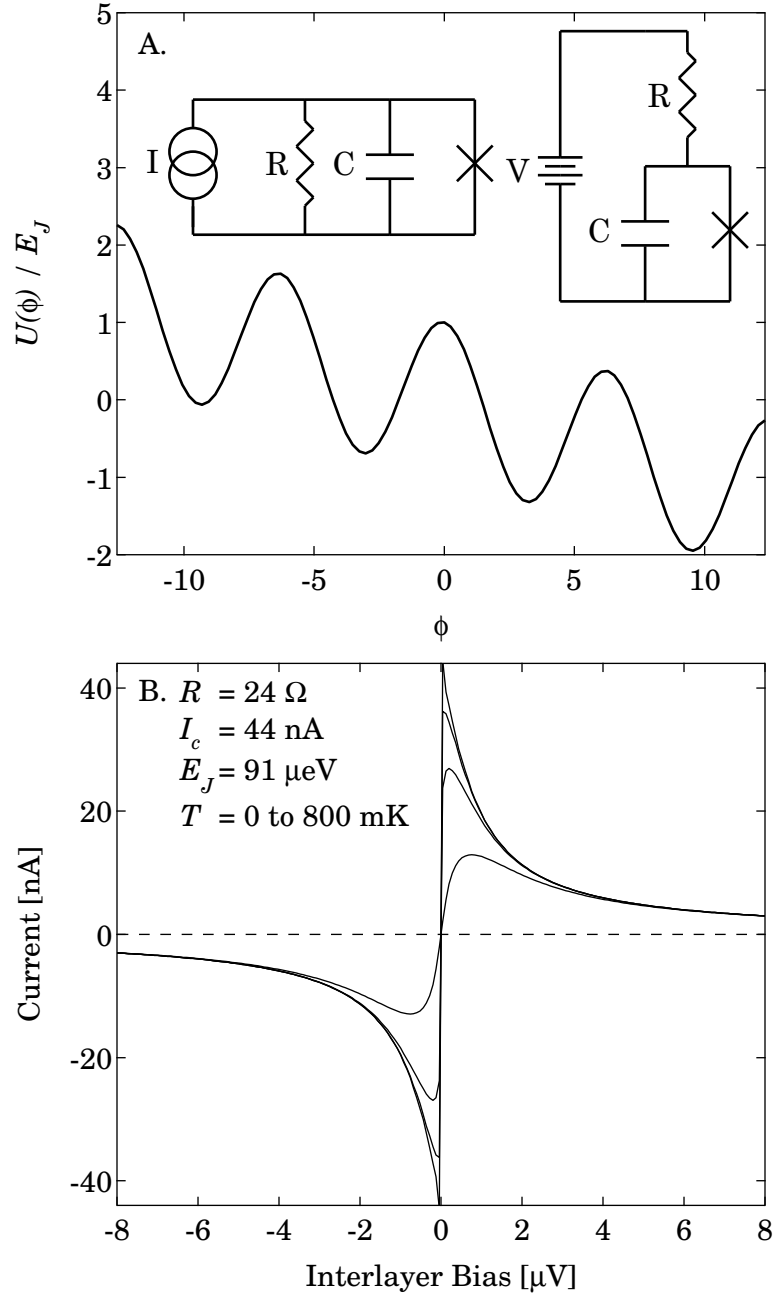 A.
I
R
C
V
R
C
U(ϕ) / E_J
5
4
3
2
1
0
-1
-2
-10
-5
0
5
10
ϕ
B. R = 24 Ω
I_c = 44 nA
E_J = 91 μeV
T = 0 to 800 mK
Current [nA]
40
20
0
-20
-40
-8
-6
-4
-2
0
2
4
6
8
Interlayer Bias [μV]